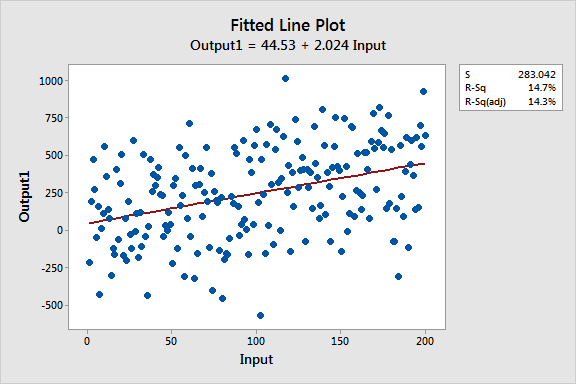 Fitted Line Plot
Output1 = 44.53 + 2.024 Input
S 283.042
R-Sq 14.7%
R-Sq(adj) 14.3%
Output1
1000
750
500
250
0
-250
-500
0 50 100 150 200
Input